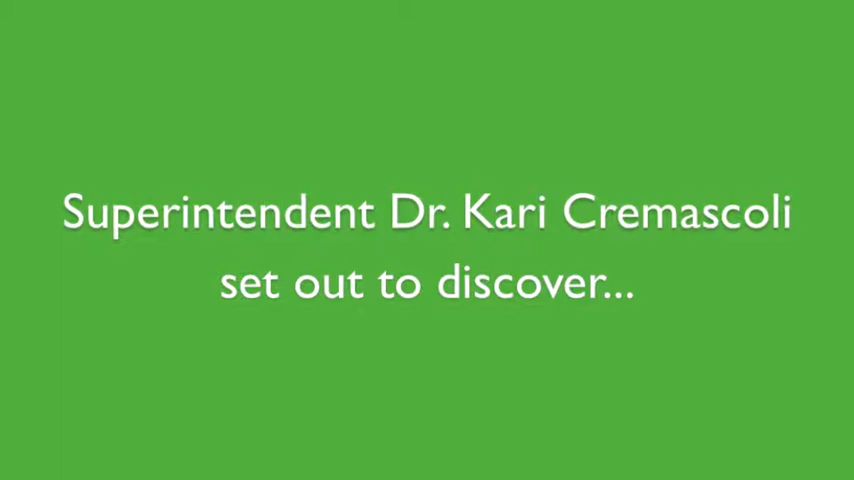 Superintendent Dr. Kari Cremascoli
set out to discover...